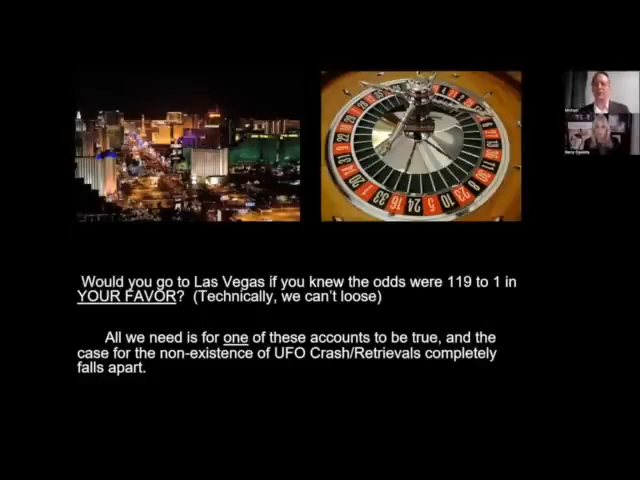 Would you go to Las Vegas if you knew the odds were 119 to 1 in
YOUR FAVOR? (Technically, we can't loose)
All we need is for one of these accounts to be true, and the
case for the non-existence of UFO Crash/Retrievals completely
falls apart.